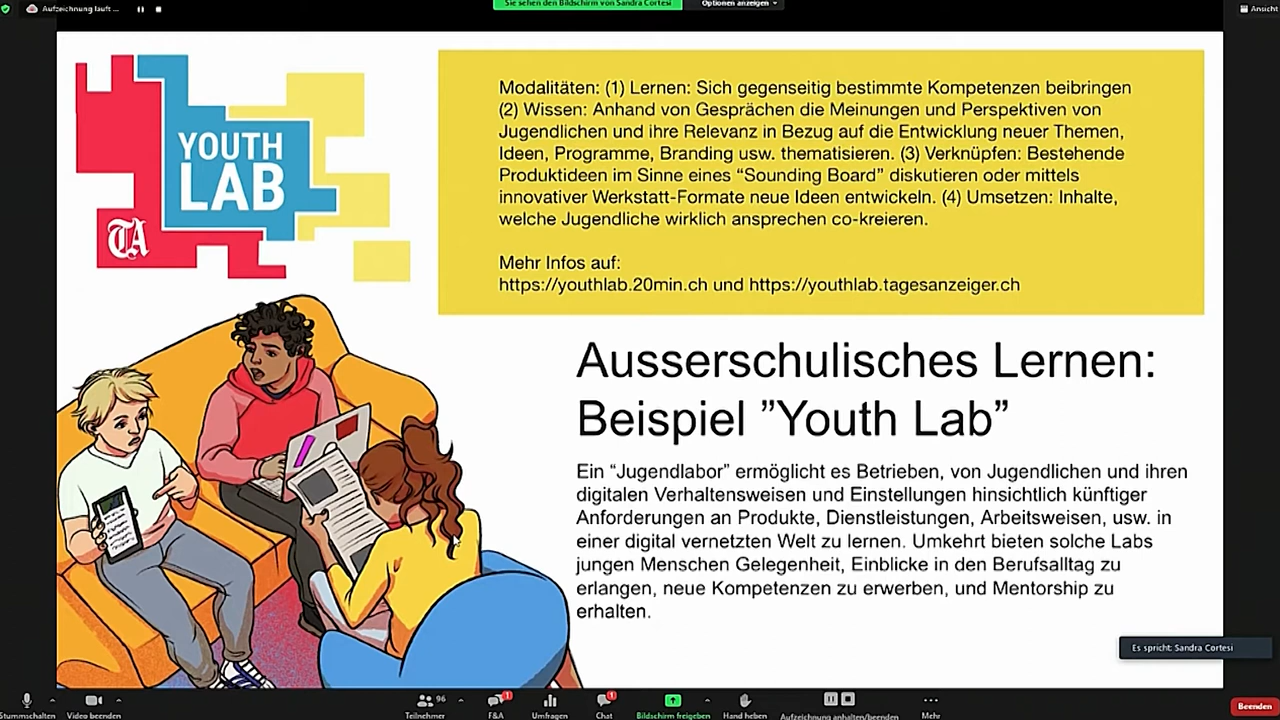 Aufzeichnung läuft ...
Sie sehen den Bildschirm von Sandra Cortesi
Optionen anzeigen
Ansicht
YOUTH
LAB
TA
Modalitäten: (1) Lernen: Sich gegenseitig bestimmte Kompetenzen beibringen
(2) Wissen: Anhand von Gesprächen die Meinungen und Perspektiven von
Jugendlichen und ihre Relevanz in Bezug auf die Entwicklung neuer Themen,
Ideen, Programme, Branding usw. thematisieren. (3) Verknüpfen: Bestehende
Produktideen im Sinne eines “Sounding Board” diskutieren oder mittels
innovativer Werkstatt-Formate neue Ideen entwickeln. (4) Umsetzen: Inhalte,
welche Jugendliche wirklich ansprechen co-kreieren.
Mehr Infos auf:
https://youthlab.20min.ch und https://youthlab.tagesanzeiger.ch
Ausserschulisches Lernen:
Beispiel ”Youth Lab”
Ein “Jugendlabor” ermöglicht es Betrieben, von Jugendlichen und ihren
digitalen Verhaltensweisen und Einstellungen hinsichtlich künftiger
Anforderungen an Produkte, Dienstleistungen, Arbeitsweisen, usw. in
einer digital vernetzten Welt zu lernen. Umkehrt bieten solche Labs
jungen Menschen Gelegenheit, Einblicke in den Berufsalltag zu
erlangen, neue Kompetenzen zu erwerben, und Mentorship zu
erhalten.
Es spricht: Sandra Cortesi
Stummschalten
Video beenden
96
Teilnehmer
1
F&A
Umfragen
1
Chat
Bildschirm freigeben
Hand heben
Aufzeichnung anhalten/beenden
Mehr
Beenden